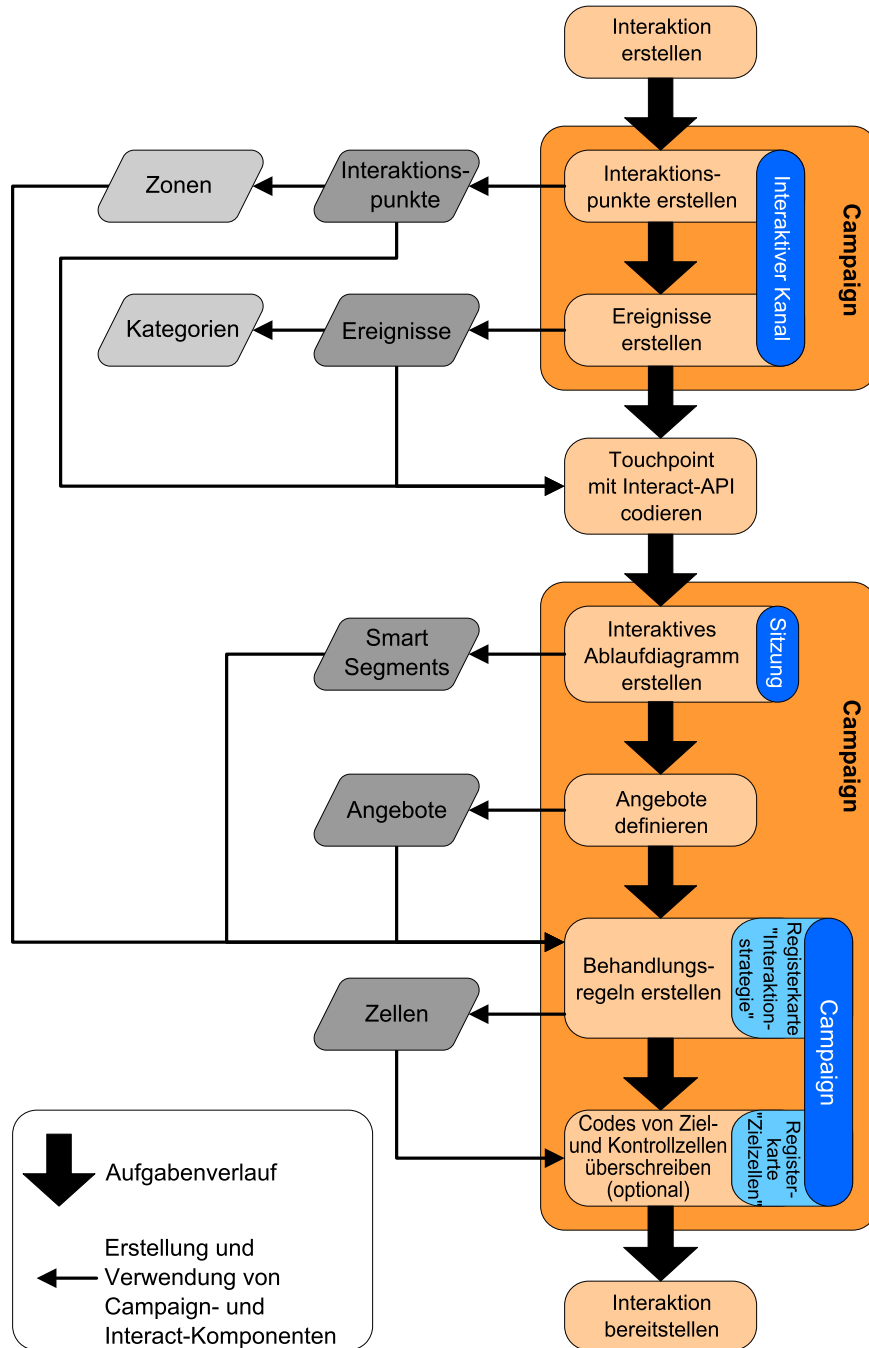 Interaktion
erstellen
Zonen
Interaktions-
punkte
Interaktions-
punkte erstellen
Interaktiver Kanal
Campaign
Kategorien
Ereignisse
Ereignisse
erstellen
Touchpoint
mit Interact-API
codieren
Smart
Segments
Interaktives
Ablaufdiagramm
erstellen
Sitzung
Campaign
Angebote
Angebote
definieren
Behandlungs-
regeln erstellen
Registerkarte
"Interaktion-
strategie"
Campaign
Zellen
Codes von Ziel-
und Kontrollzellen
überschreiben
(optional)
Register-
karte
"Zielzellen"
Aufgabenverlauf
Erstellung und
Verwendung von
Campaign- und
Interact-Komponenten
Interaktion
bereitstellen